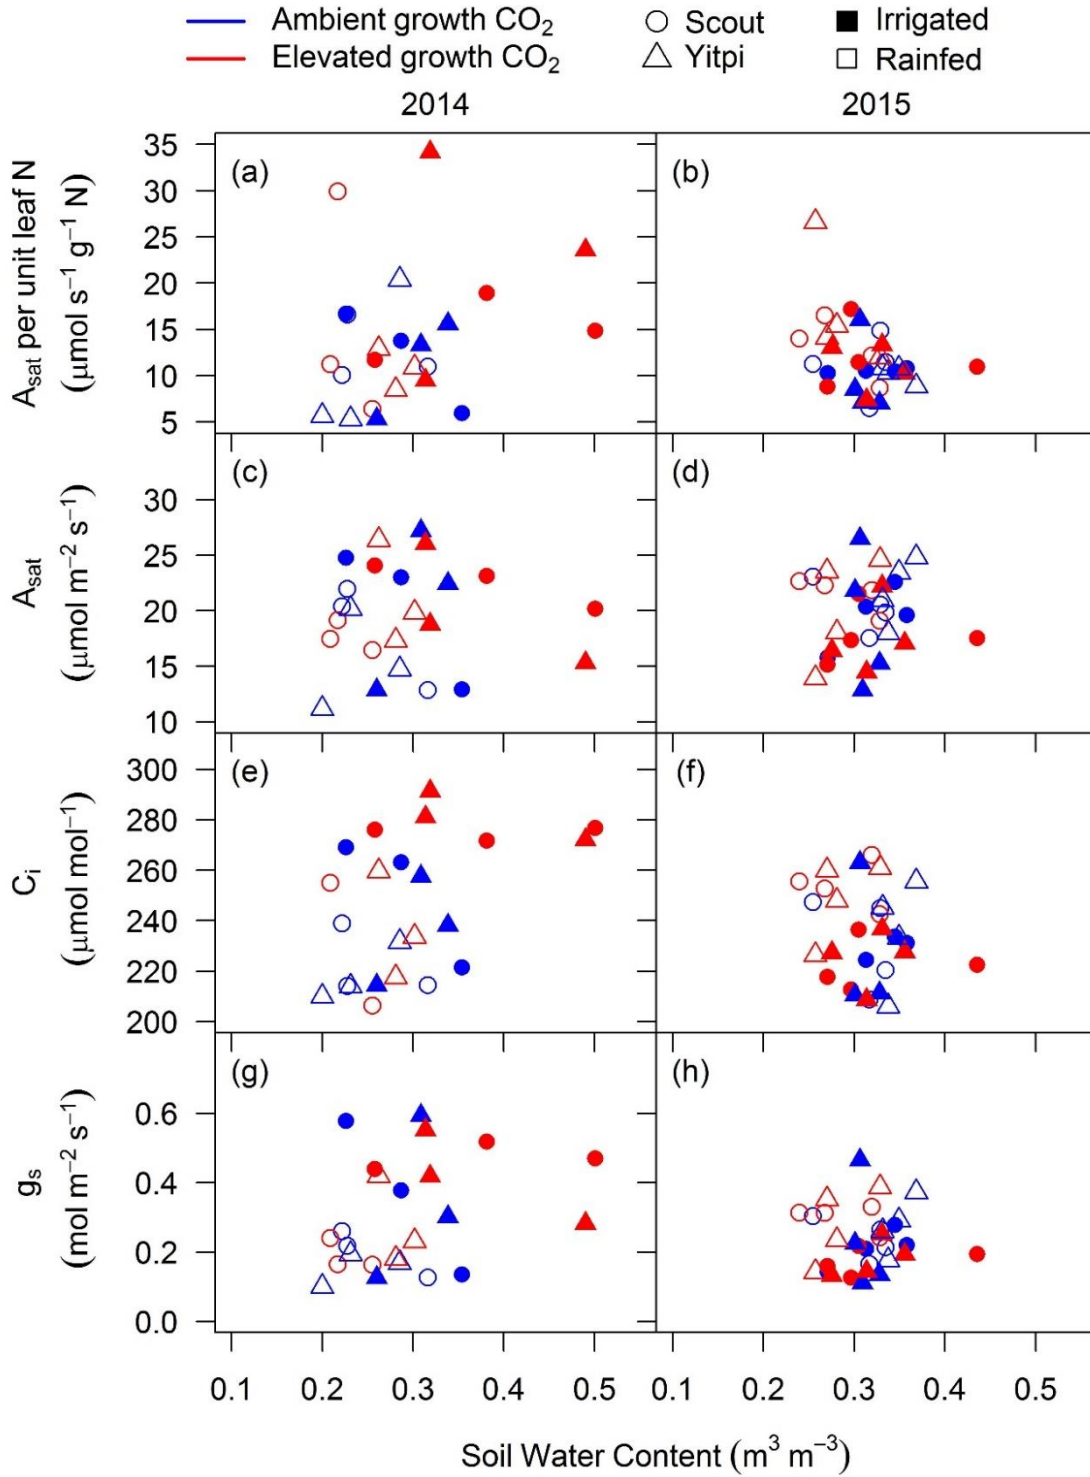 Ambient growth CO₂ Scout Irrigated
Elevated growth CO₂ Yitpi Rainfed
2014 2015
Asat per unit leaf N
(μmol s⁻¹ g⁻¹ N)
35
30
25
20
15
10
5
(a) (b)
Asat
(μmol m⁻² s⁻¹)
30
25
20
15
10
(c) (d)
Ci
(μmol mol⁻¹)
300
280
260
240
220
200
(e) (f)
gs
(mol m⁻² s⁻¹)
0.6
0.4
0.2
0.0
(g) (h)
0.1 0.2 0.3 0.4 0.5 0.1 0.2 0.3 0.4 0.5
Soil Water Content (m³ m⁻³)